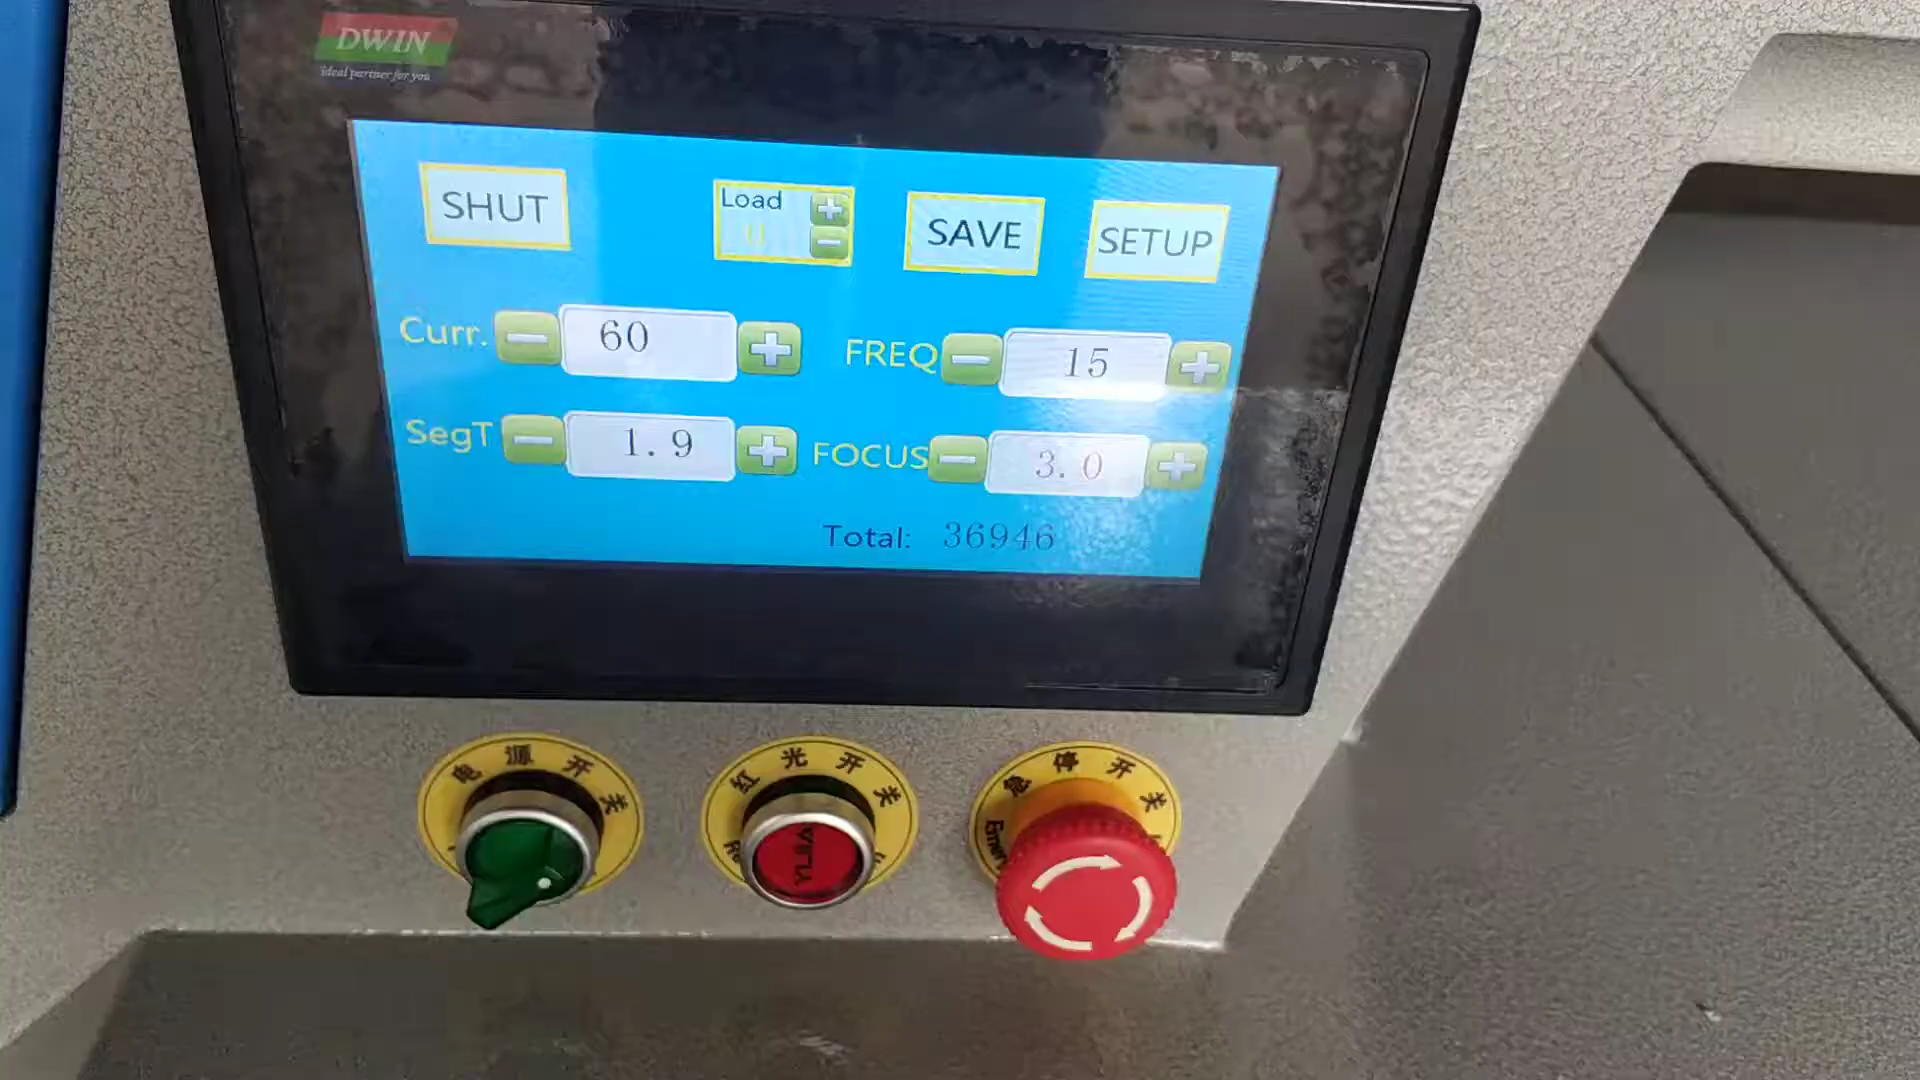 DWIN
ideal partner for you
SHUT
Load
SAVE
SETUP
Curr.
60
FREQ
15
SegT
1.9
FOCUS
3.0
Total: 36946
电源开关
红光开关
急停开关
YIJIA